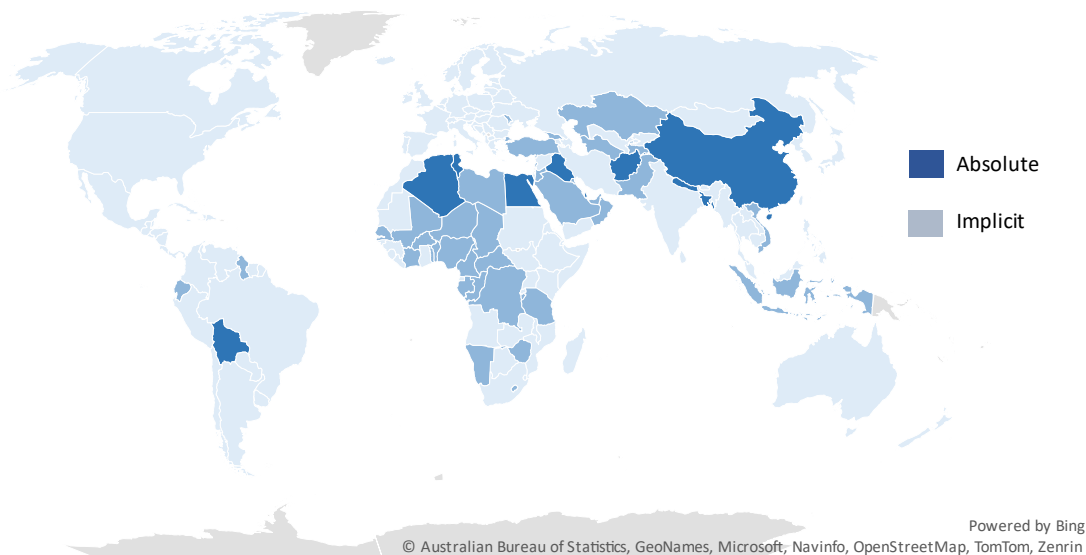 Absolute
Implicit
Powered by Bing
© Australian Bureau of Statistics, GeoNames, Microsoft, Navinfo, OpenStreetMap, TomTom, Zenrin